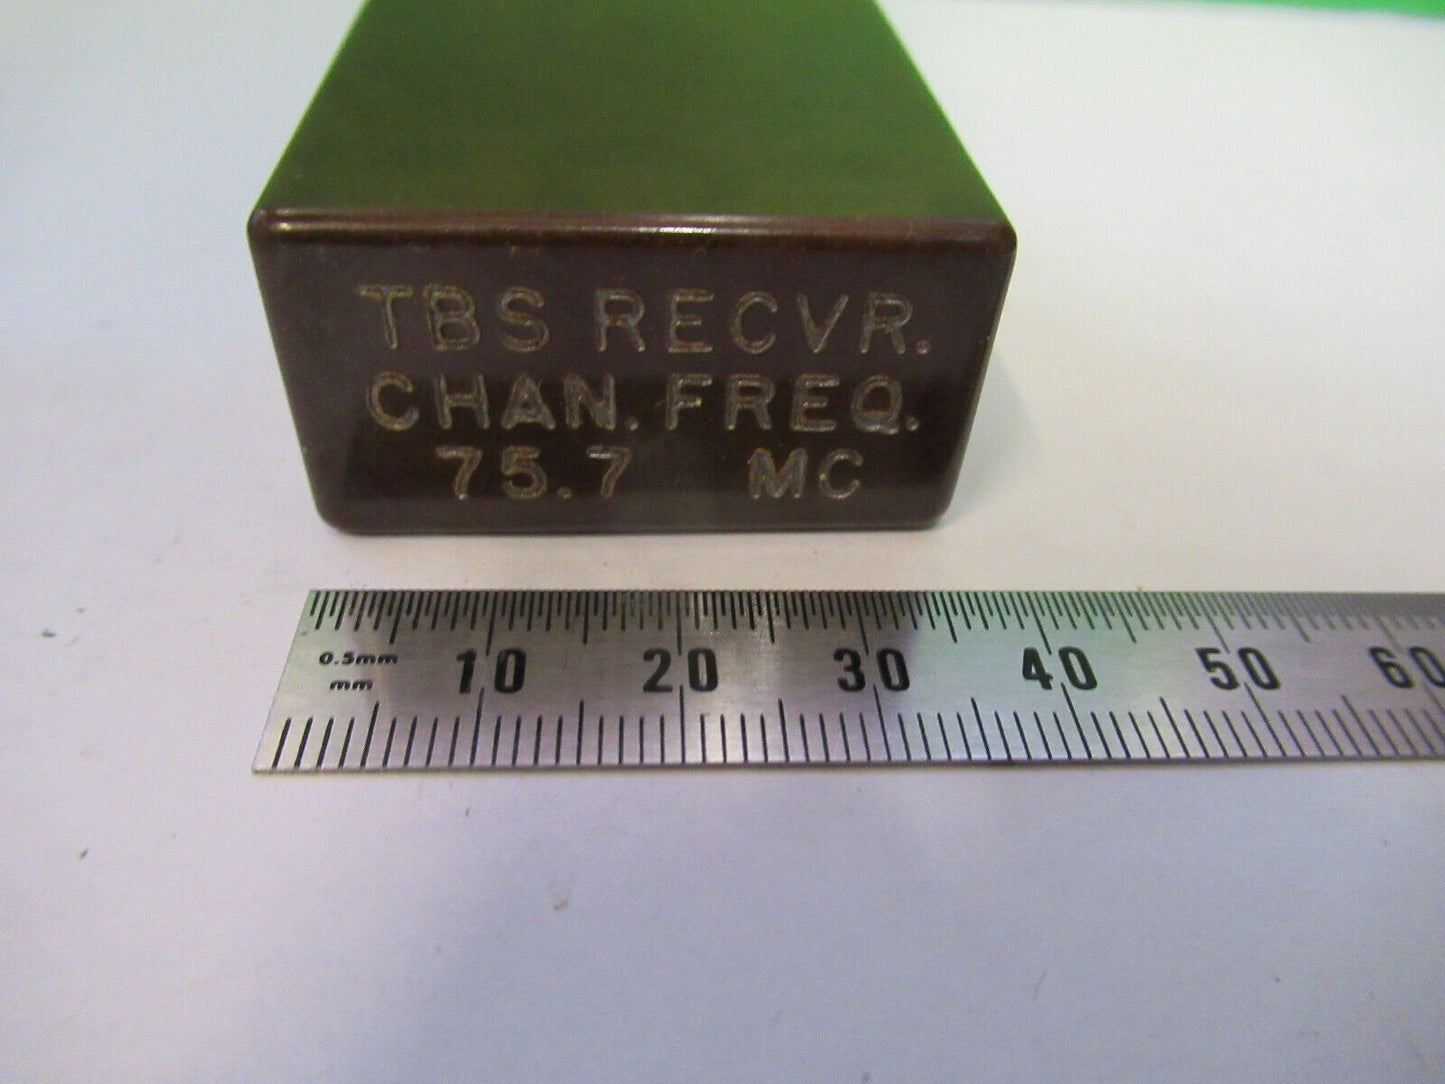 TBS RECVR.
CHAN. FREQ.
75.7 MC
0.5mm
mm
10 20 30 40 50 60